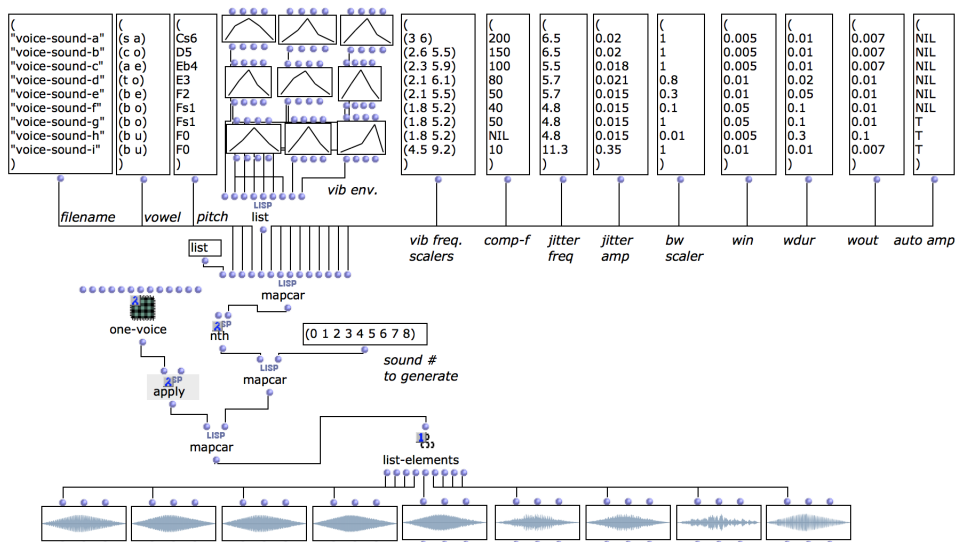 (
"voice-sound-a"
"voice-sound-b"
"voice-sound-c"
"voice-sound-d"
"voice-sound-e"
"voice-sound-f"
"voice-sound-g"
"voice-sound-h"
"voice-sound-i"
)
(
(s a)
(c o)
(a e)
(t o)
(b e)
(b o)
(b o)
(b u)
(b u)
)
(
Cs6
D5
Eb4
E3
F2
Fs1
Fs1
F0
F0
)
(
(3 6)
(2.6 5.5)
(2.3 5.9)
(2.1 6.1)
(2.1 5.5)
(1.8 5.2)
(1.8 5.2)
(1.8 5.2)
(4.5 9.2)
)
(
200
150
100
80
50
40
50
NIL
10
)
(
6.5
6.5
5.5
5.7
5.7
4.8
4.8
4.8
11.3
)
(
0.02
0.02
0.018
0.021
0.015
0.015
0.015
0.015
0.35
)
(
1
1
1
0.8
0.3
0.1
1
0.01
1
)
(
0.005
0.005
0.005
0.01
0.01
0.05
0.05
0.005
0.01
)
(
0.01
0.01
0.01
0.02
0.05
0.1
0.1
0.3
0.01
)
(
0.007
0.007
0.007
0.01
0.01
0.01
0.01
0.1
0.007
)
(
NIL
NIL
NIL
NIL
NIL
NIL
T
T
T
)
vib env.
LISP
list
filename
vowel
pitch
vib freq.
scalers
comp-f
jitter
freq
jitter
amp
bw
scaler
win
wdur
wout
auto amp
list
LISP
mapcar
one-voice
nth
(0 1 2 3 4 5 6 7 8)
sound #
to generate
LISP
mapcar
apply
LISP
mapcar
list-elements